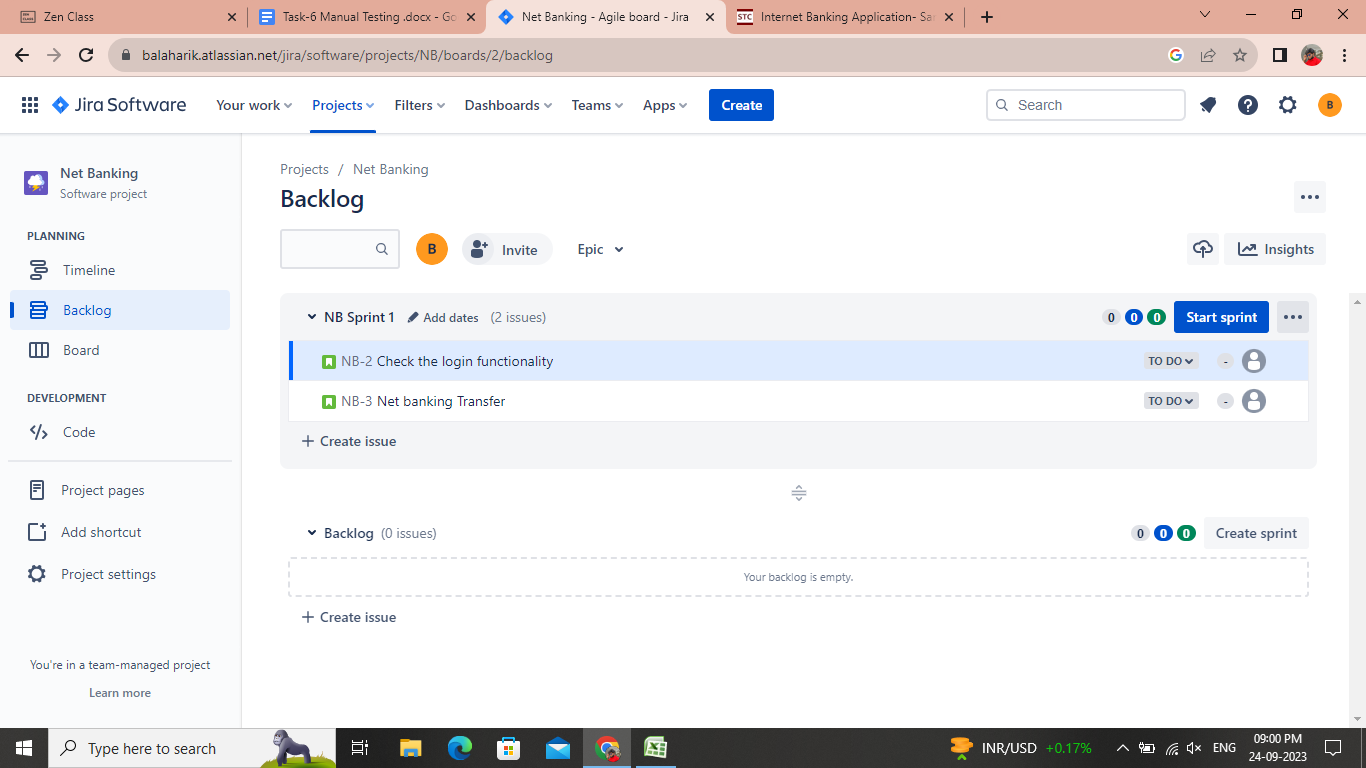 Zen Class
Task-6 Manual Testing .docx - Go
Net Banking - Agile board - Jira
STC Internet Banking Application- Sa
balaharik.atlassian.net/jira/software/projects/NB/boards/2/backlog
Jira Software
Your work
Projects
Filters
Dashboards
Teams
Apps
Create
Search
B
Net Banking
Software project
PLANNING
Timeline
Backlog
Board
DEVELOPMENT
Code
Project pages
Add shortcut
Project settings
You're in a team-managed project
Learn more
Projects / Net Banking
Backlog
B
Invite
Epic
Insights
NB Sprint 1 Add dates (2 issues) 0 0 0 Start sprint
NB-2 Check the login functionality TO DO -
NB-3 Net banking Transfer TO DO -
+ Create issue
Backlog (0 issues) 0 0 0 Create sprint
Your backlog is empty.
+ Create issue
Type here to search
INR/USD +0.17%
ENG
09:00 PM
24-09-2023